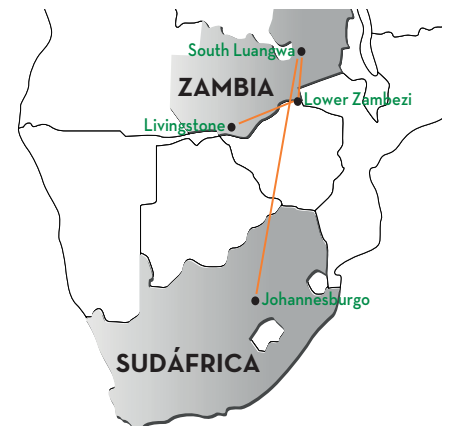 South Luangwa
ZAMBIA
Lower Zambezi
Livingstone
Johannesburgo
SUDÁFRICA